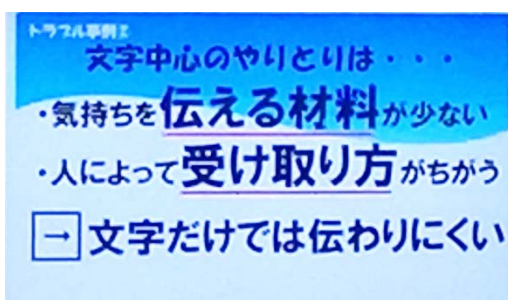 トラブル事例②
文字中心のやりとりは・・・
・気持ちを伝える材料が少ない
・人によって受け取り方がちがう
→ 文字だけでは伝わりにくい